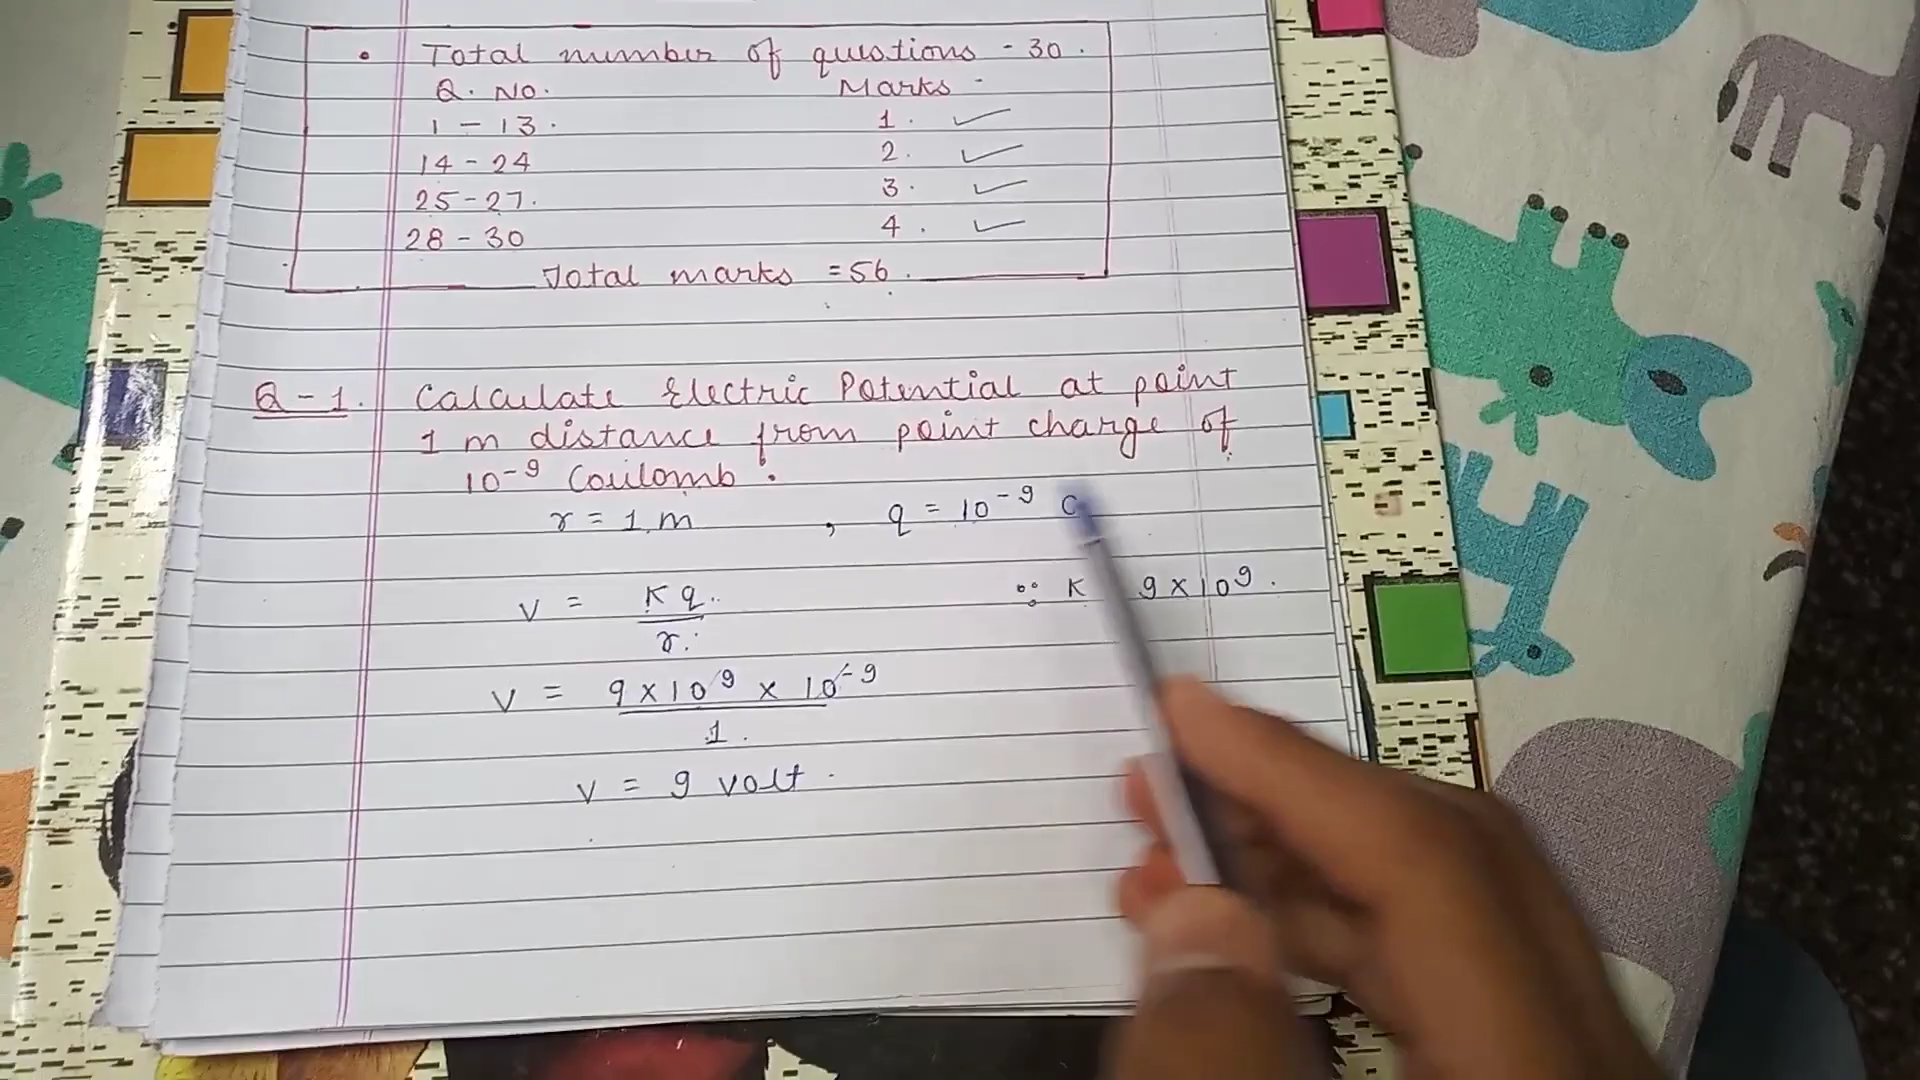 • Total number of questions - 30.
Q. No. Marks -
1 - 13. 1. ✓
14 - 24 2. ✓
25 - 27. 3. ✓
28 - 30 4. ✓
Total marks = 56.
Q - 1. Calculate Electric Potential at point
1 m distance from point charge of
10⁻⁹ Coulomb.
r = 1 m , q = 10⁻⁹ C
V = Kq ∵ K 9 x 10⁹.
r.
V = 9 x 10⁹ x 10⁻⁹
1.
V = 9 volt.